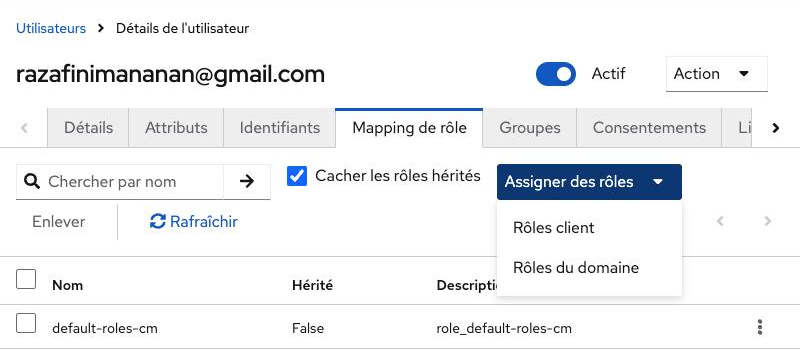 Utilisateurs > Détails de l'utilisateur
razafinimananan@gmail.com Actif Action
Détails Attributs Identifiants Mapping de rôle Groupes Consentements Li
Chercher par nom Cacher les rôles hérités Assigner des rôles
Enlever Rafraîchir
Rôles client
Rôles du domaine
Nom Hérité Descripti
default-roles-cm False role_default-roles-cm